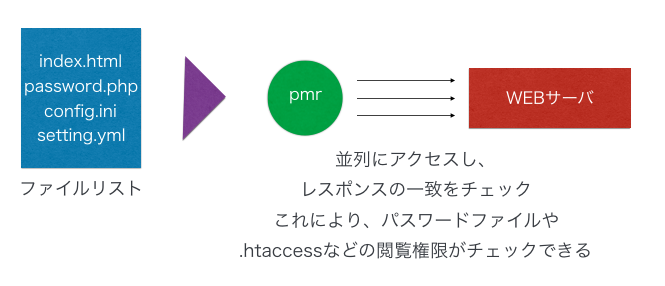 index.html
password.php
config.ini
setting.yml
ファイルリスト
pmr
WEBサーバ
並列にアクセスし、
レスポンスの一致をチェック
これにより、パスワードファイルや
.htaccessなどの閲覧権限がチェックできる